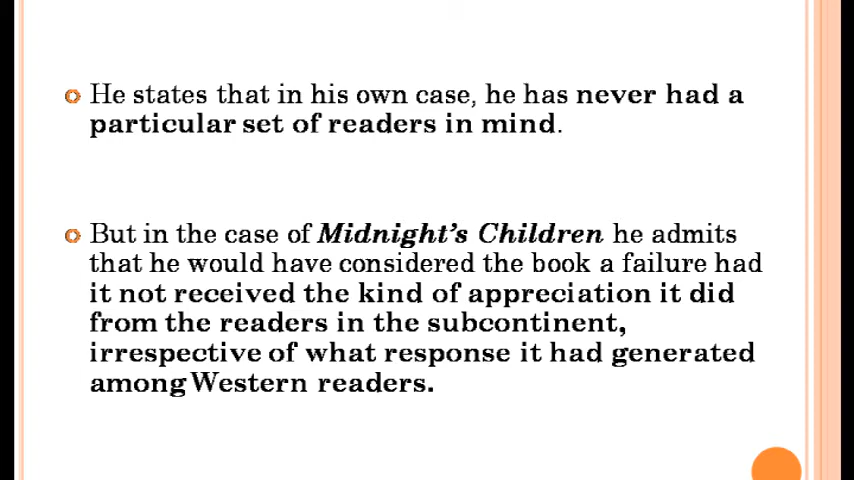 He states that in his own case, he has never had a
particular set of readers in mind.
But in the case of Midnight's Children he admits
that he would have considered the book a failure had
it not received the kind of appreciation it did
from the readers in the subcontinent,
irrespective of what response it had generated
among Western readers.